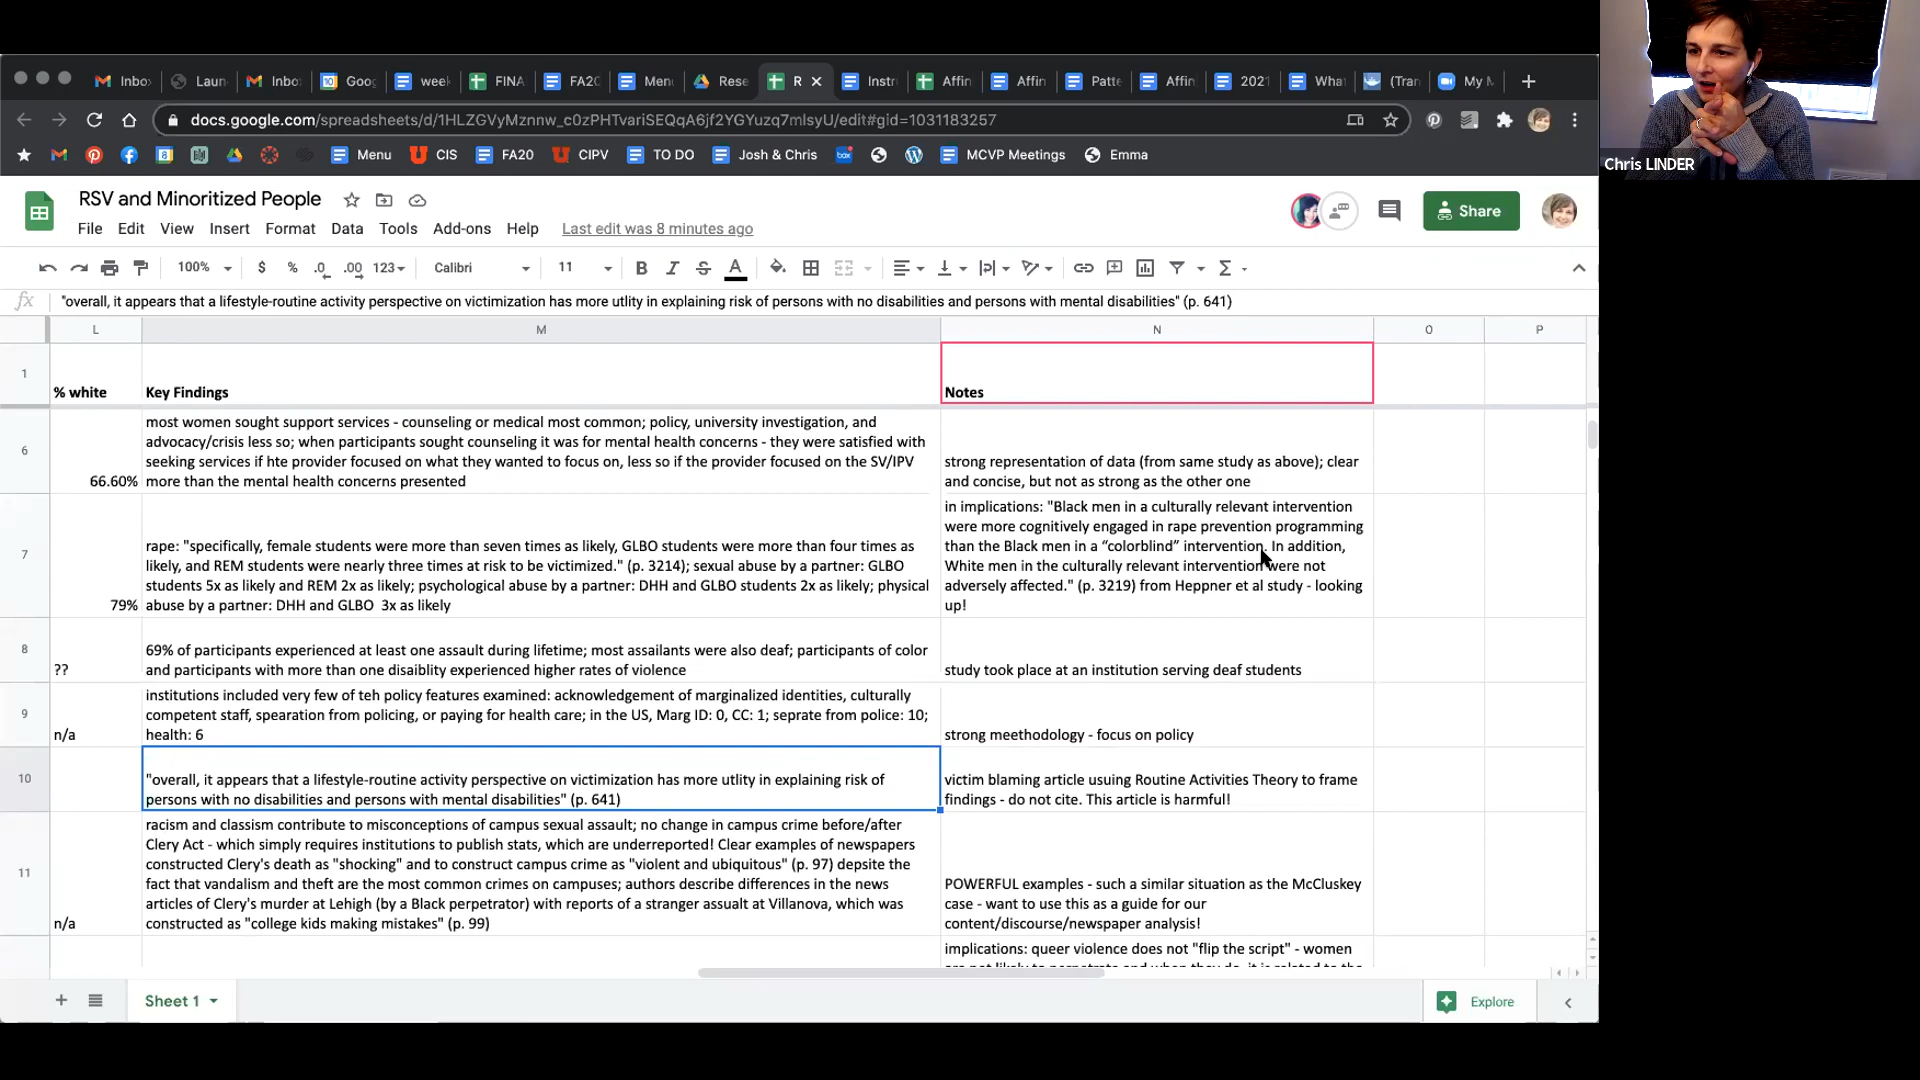 Inbo
Laun
Inbo
Goog
week
FINA
FA20
Menu
Rese
R
Instru
Affin
Affin
Patte
Affin
2021
What
(Tran
My M
docs.google.com/spreadsheets/d/1HLZGVyMznnw_c0zPHTvariSEQqA6jf2YGYuzq7mlsyU/edit#gid=1031183257
Menu
CIS
FA20
CIPV
TO DO
Josh & Chris
box
MCVP Meetings
Emma
Chris LINDER
RSV and Minoritized People
File Edit View Insert Format Data Tools Add-ons Help Last edit was 8 minutes ago
Share
100% $ % .0 .00 123 Calibri 11 B I S A
fx "overall, it appears that a lifestyle-routine activity perspective on victimization has more utlity in explaining risk of persons with no disabilities and persons with mental disabilities" (p. 641)
L M N O P
1
% white
Key Findings
Notes
6
66.60%
most women sought support services - counseling or medical most common; policy, university investigation, and
advocacy/crisis less so; when participants sought counseling it was for mental health concerns - they were satisfied with
seeking services if hte provider focused on what they wanted to focus on, less so if the provider focused on the SV/IPV
more than the mental health concerns presented
strong representation of data (from same study as above); clear
and concise, but not as strong as the other one
7
79%
rape: "specifically, female students were more than seven times as likely, GLBO students were more than four times as
likely, and REM students were nearly three times at risk to be victimized." (p. 3214); sexual abuse by a partner: GLBO
students 5x as likely and REM 2x as likely; psychological abuse by a partner: DHH and GLBO students 2x as likely; physical
abuse by a partner: DHH and GLBO 3x as likely
in implications: "Black men in a culturally relevant intervention
were more cognitively engaged in rape prevention programming
than the Black men in a “colorblind” intervention. In addition,
White men in the culturally relevant intervention were not
adversely affected." (p. 3219) from Heppner et al study - looking
up!
8
??
69% of participants experienced at least one assault during lifetime; most assailants were also deaf; participants of color
and participants with more than one disaiblity experienced higher rates of violence
study took place at an institution serving deaf students
9
n/a
institutions included very few of teh policy features examined: acknowledgement of marginalized identities, culturally
competent staff, spearation from policing, or paying for health care; in the US, Marg ID: 0, CC: 1; seprate from police: 10;
health: 6
strong meethodology - focus on policy
10
"overall, it appears that a lifestyle-routine activity perspective on victimization has more utlity in explaining risk of
persons with no disabilities and persons with mental disabilities" (p. 641)
victim blaming article usuing Routine Activities Theory to frame
findings - do not cite. This article is harmful!
11
n/a
racism and classism contribute to misconceptions of campus sexual assault; no change in campus crime before/after
Clery Act - which simply requires institutions to publish stats, which are underreported! Clear examples of newspapers
constructed Clery's death as "shocking" and to construct campus crime as "violent and ubiquitous" (p. 97) depsite the
fact that vandalism and theft are the most common crimes on campuses; authors describe differences in the news
articles of Clery's murder at Lehigh (by a Black perpetrator) with reports of a stranger assualt at Villanova, which was
constructed as "college kids making mistakes" (p. 99)
POWERFUL examples - such a similar situation as the McCluskey
case - want to use this as a guide for our
content/discourse/newspaper analysis!
implications: queer violence does not "flip the script" - women
Sheet 1
Explore